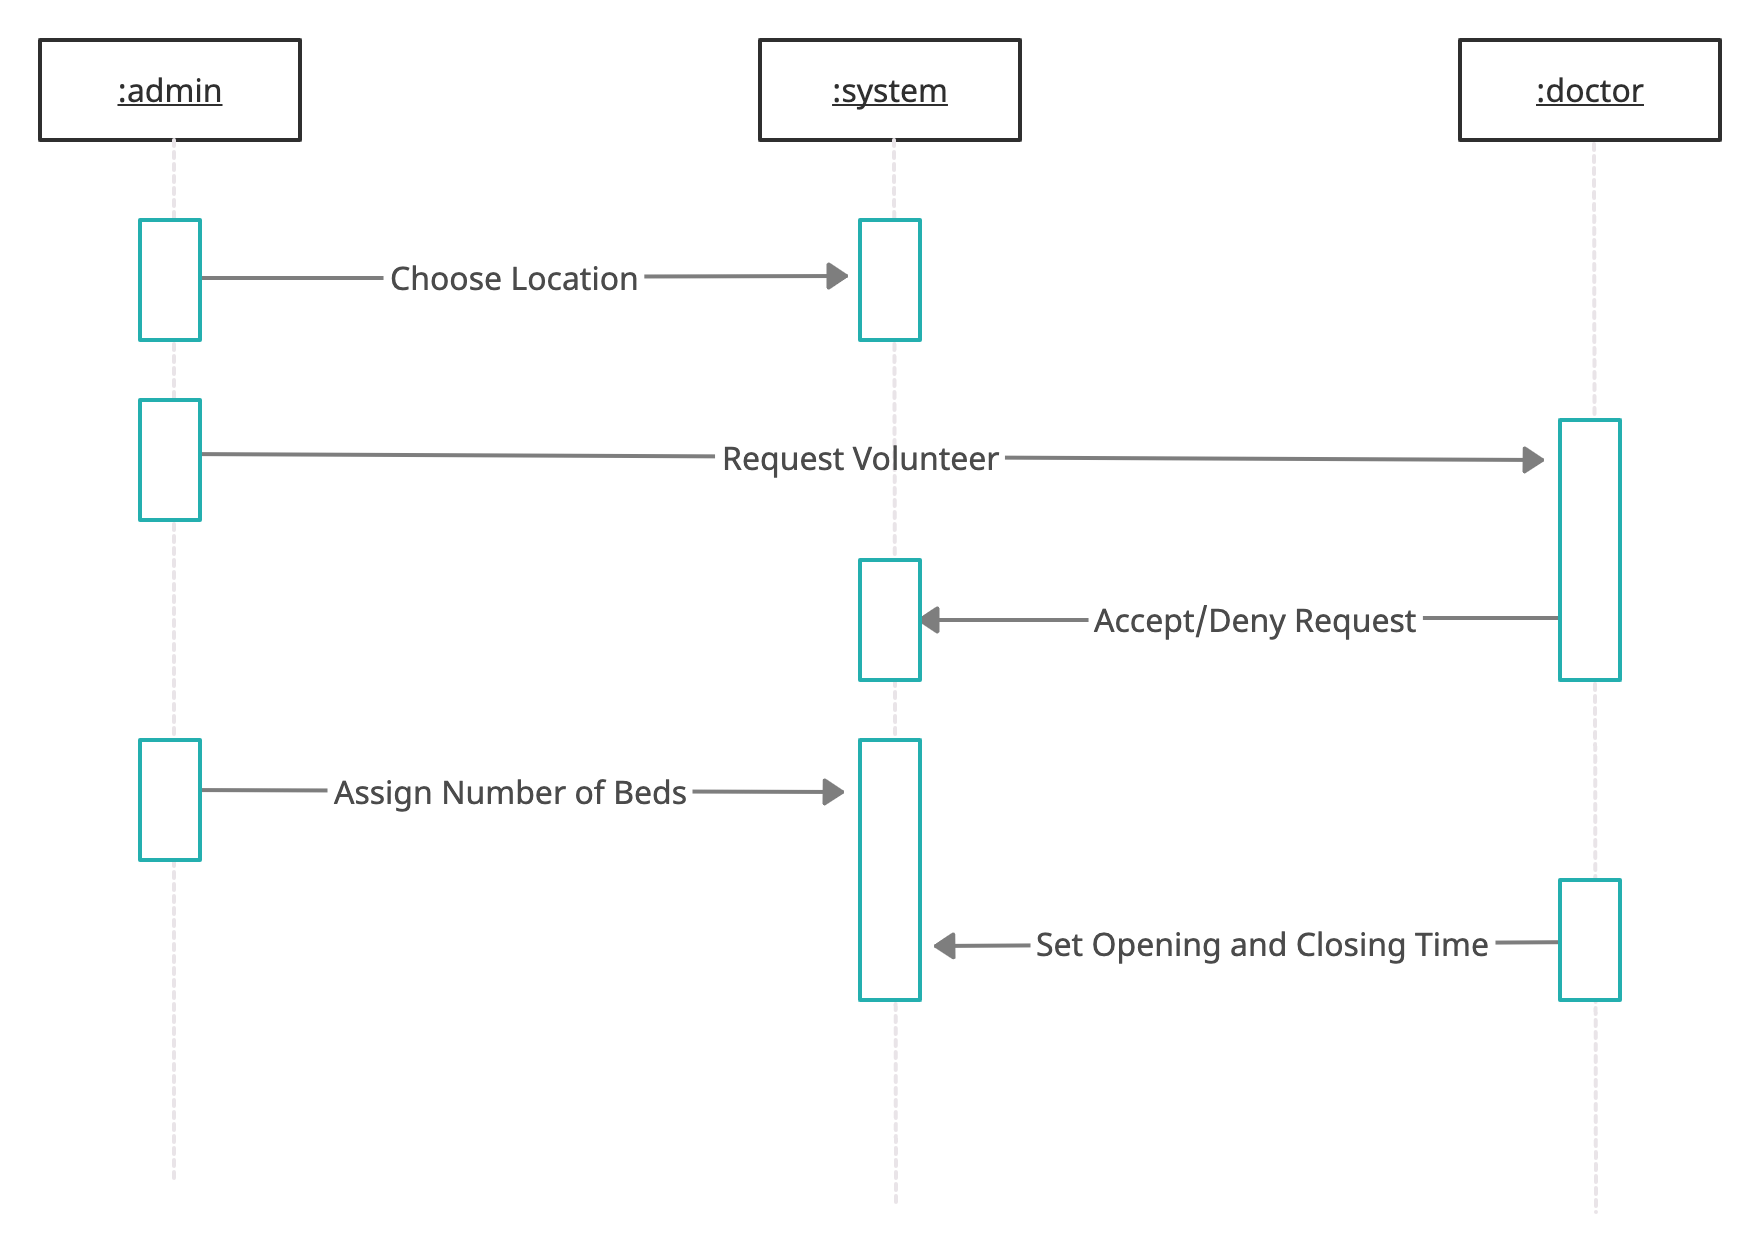 :admin
:system
:doctor
Choose Location
Request Volunteer
Accept/Deny Request
Assign Number of Beds
Set Opening and Closing Time